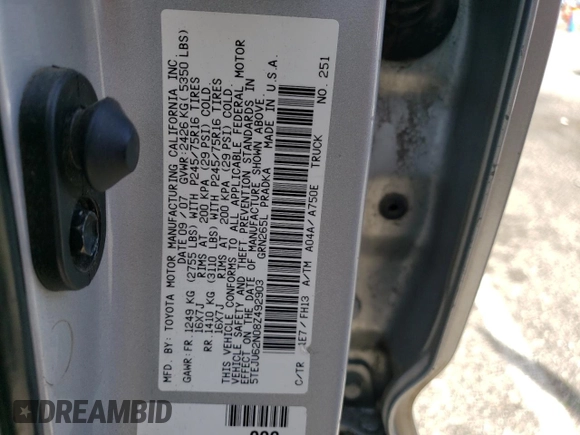 MFD. BY: TOYOTA MOTOR MANUFACTURING CALIFORNIA INC
DATE 09 / 07 GVWR: 2426 KG( 5350 LBS)
GAWR: FR. 1249 KG (2755 LBS) WITH P245/75R16 TIRES
16X7J RIMS AT 200 KPA (29 PSI) COLD.
RR. 1410 KG (3110 LBS) WITH P245/75R16 TIRES
16X7J RIMS AT 200 KPA (29 PSI) COLD.
THIS VEHICLE CONFORMS TO ALL APPLICABLE FEDERAL MOTOR
VEHICLE SAFETY AND THEFT PREVENTION STANDARDS IN
EFFECT ON THE DATE OF MANUFACTURE SHOWN ABOVE.
5TEJU62N08Z492903 GRN265L PRADKA MADE IN U.S.A
C/TR 1E7 / FH13 A/TM A04A/ A750E TRUCK NO. 251
DREAMBID